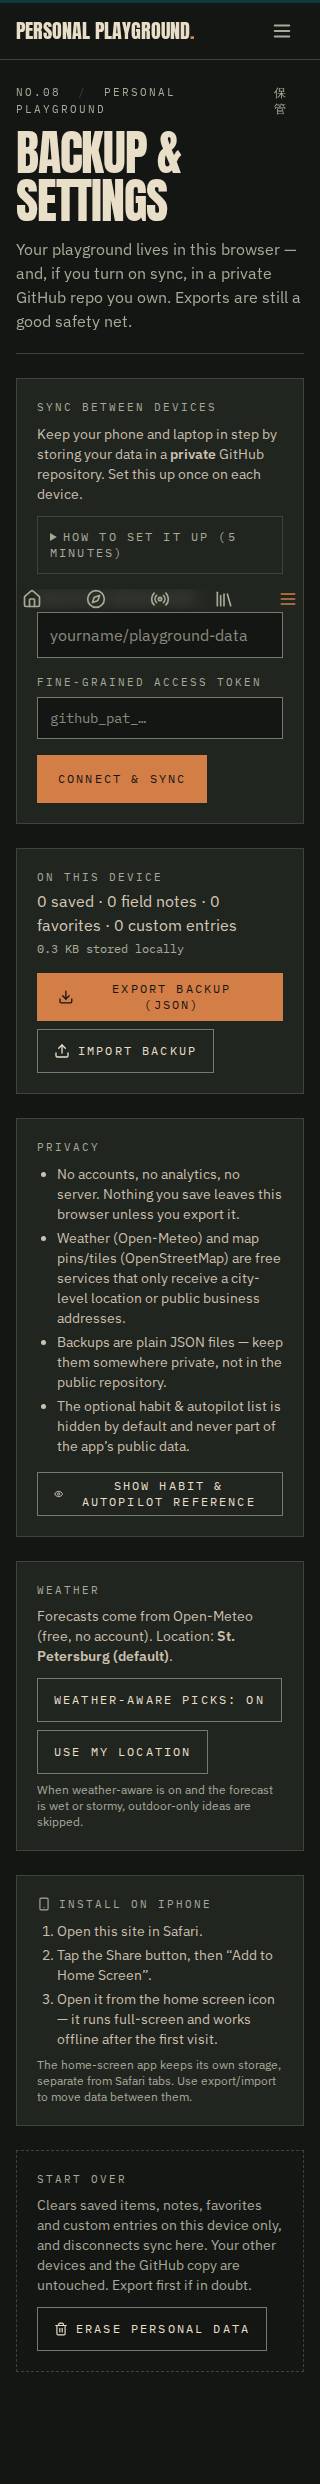 PERSONAL PLAYGROUND.
NO.08 / PERSONAL
PLAYGROUND
保
管
BACKUP &
SETTINGS
Your playground lives in this browser —
and, if you turn on sync, in a private
GitHub repo you own. Exports are still a
good safety net.
SYNC BETWEEN DEVICES
Keep your phone and laptop in step by
storing your data in a private GitHub
repository. Set this up once on each
device.
HOW TO SET IT UP (5
MINUTES)
yourname/playground-data
FINE-GRAINED ACCESS TOKEN
github_pat_…
CONNECT & SYNC
ON THIS DEVICE
0 saved · 0 field notes · 0
favorites · 0 custom entries
0.3 KB stored locally
EXPORT BACKUP
(JSON)
IMPORT BACKUP
PRIVACY
• No accounts, no analytics, no
server. Nothing you save leaves this
browser unless you export it.
• Weather (Open-Meteo) and map
pins/tiles (OpenStreetMap) are free
services that only receive a city-
level location or public business
addresses.
• Backups are plain JSON files — keep
them somewhere private, not in the
public repository.
• The optional habit & autopilot list is
hidden by default and never part of
the app’s public data.
SHOW HABIT &
AUTOPILOT REFERENCE
WEATHER
Forecasts come from Open-Meteo
(free, no account). Location: St.
Petersburg (default).
WEATHER-AWARE PICKS: ON
USE MY LOCATION
When weather-aware is on and the forecast
is wet or stormy, outdoor-only ideas are
skipped.
INSTALL ON IPHONE
1. Open this site in Safari.
2. Tap the Share button, then “Add to
Home Screen”.
3. Open it from the home screen icon
— it runs full-screen and works
offline after the first visit.
The home-screen app keeps its own storage,
separate from Safari tabs. Use export/import
to move data between them.
START OVER
Clears saved items, notes, favorites
and custom entries on this device only,
and disconnects sync here. Your other
devices and the GitHub copy are
untouched. Export first if in doubt.
ERASE PERSONAL DATA